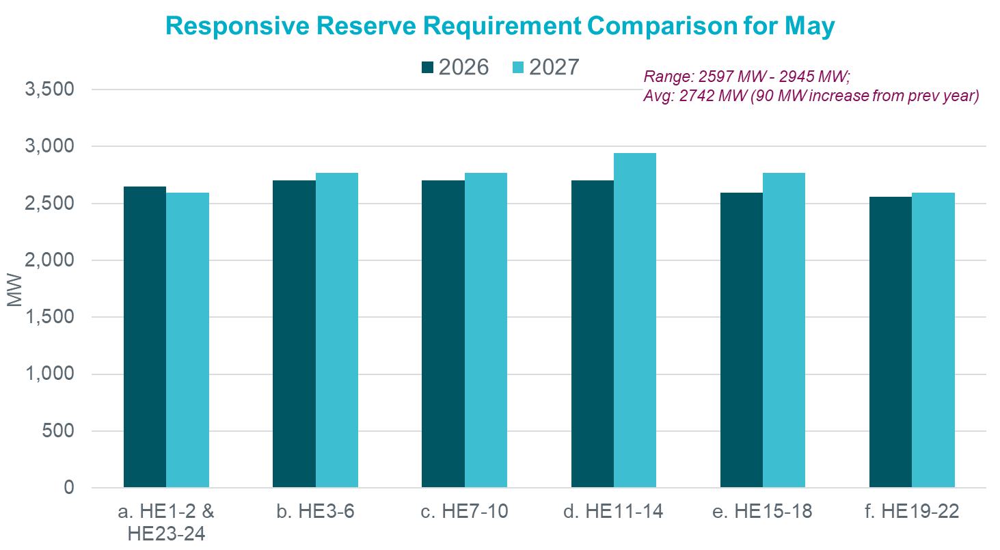 Responsive Reserve Requirement Comparison for May
2026 2027
Range: 2597 MW - 2945 MW;
Avg: 2742 MW (90 MW increase from prev year)
3,500
3,000
2,500
2,000
1,500
1,000
500
0
MW
a. HE1-2 &
HE23-24
b. HE3-6
c. HE7-10
d. HE11-14
e. HE15-18
f. HE19-22